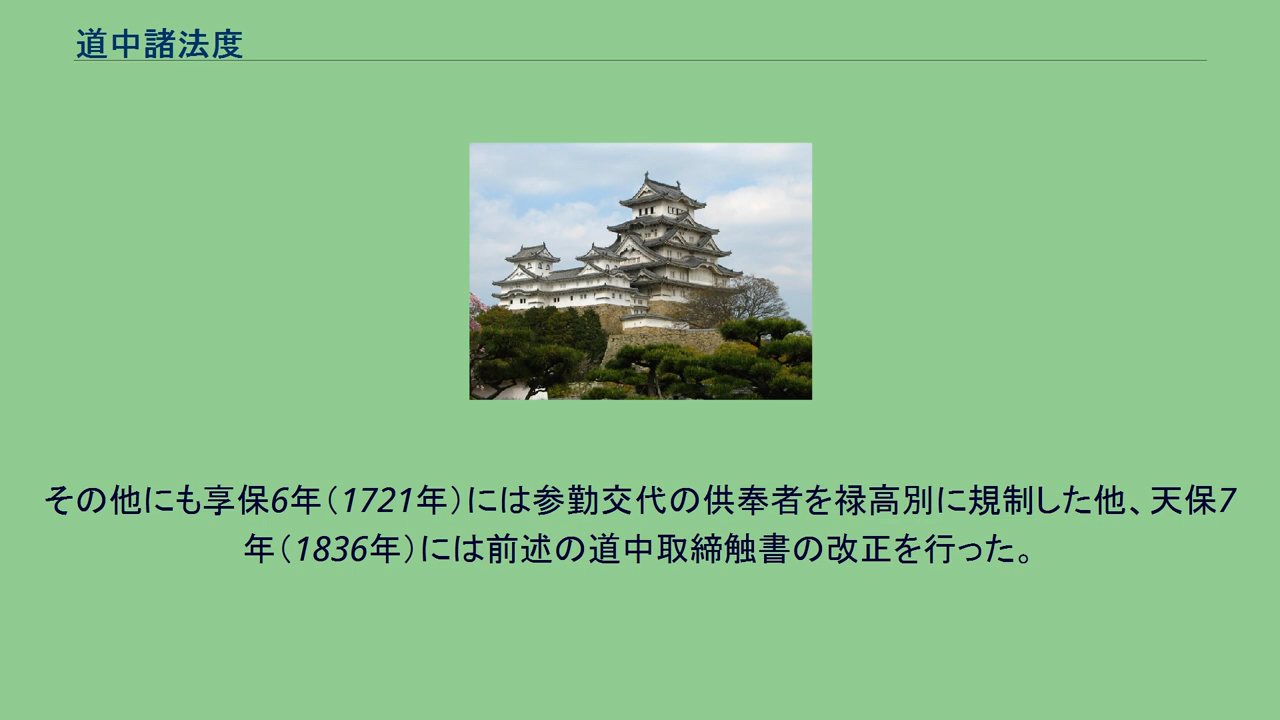 道中諸法度
その他にも享保6年（1721年）には参勤交代の供奉者を禄高別に規制した他、天保7
年（1836年）には前述の道中取締触書の改正を行った。